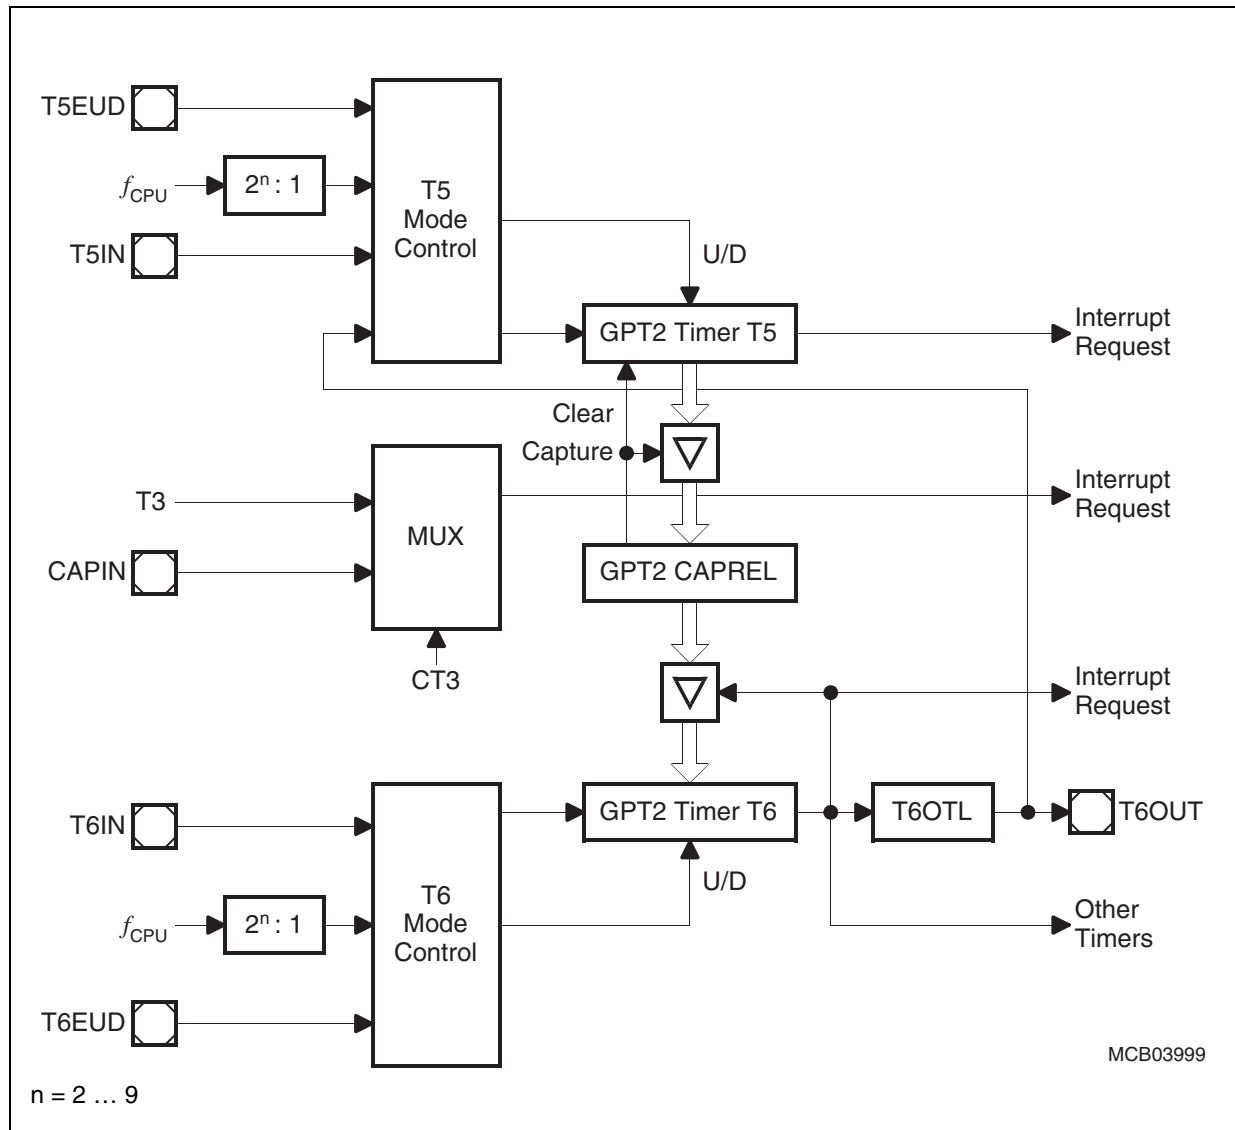 T5EUD
fCPU
2ⁿ : 1
T5IN
T5
Mode
Control
U/D
GPT2 Timer T5
Interrupt
Request
Clear
Capture
T3
CAPIN
MUX
CT3
Interrupt
Request
GPT2 CAPREL
Interrupt
Request
T6IN
fCPU
2ⁿ : 1
T6EUD
T6
Mode
Control
GPT2 Timer T6
U/D
T6OTL
T6OUT
Other
Timers
MCB03999
n = 2 … 9